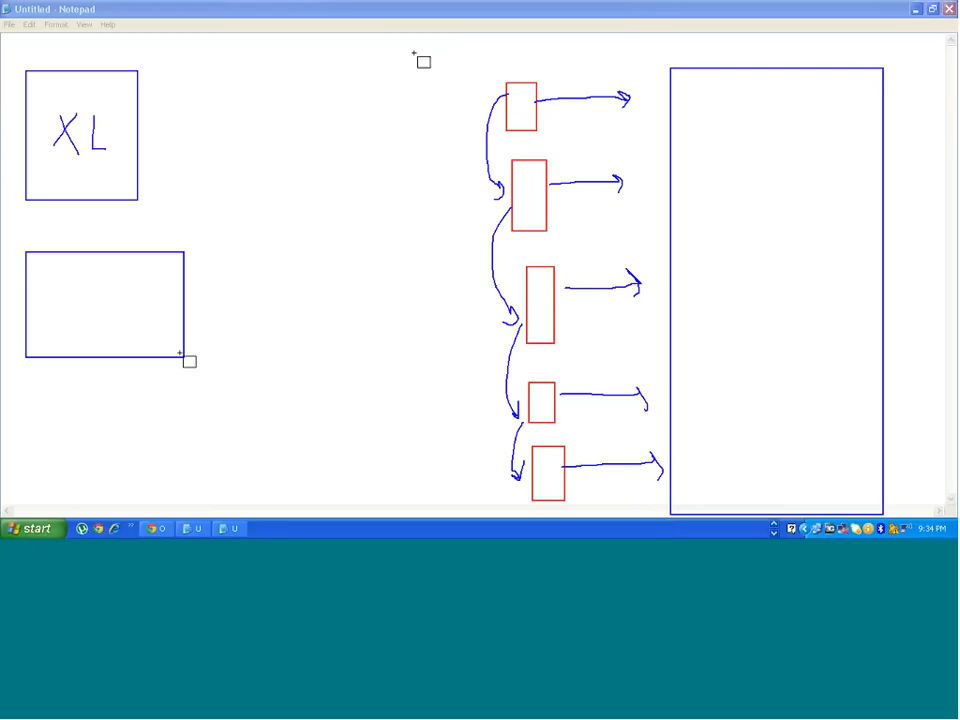 Untitled - Notepad
File Edit Format View Help
XL
start
O
U
U
9:34 PM